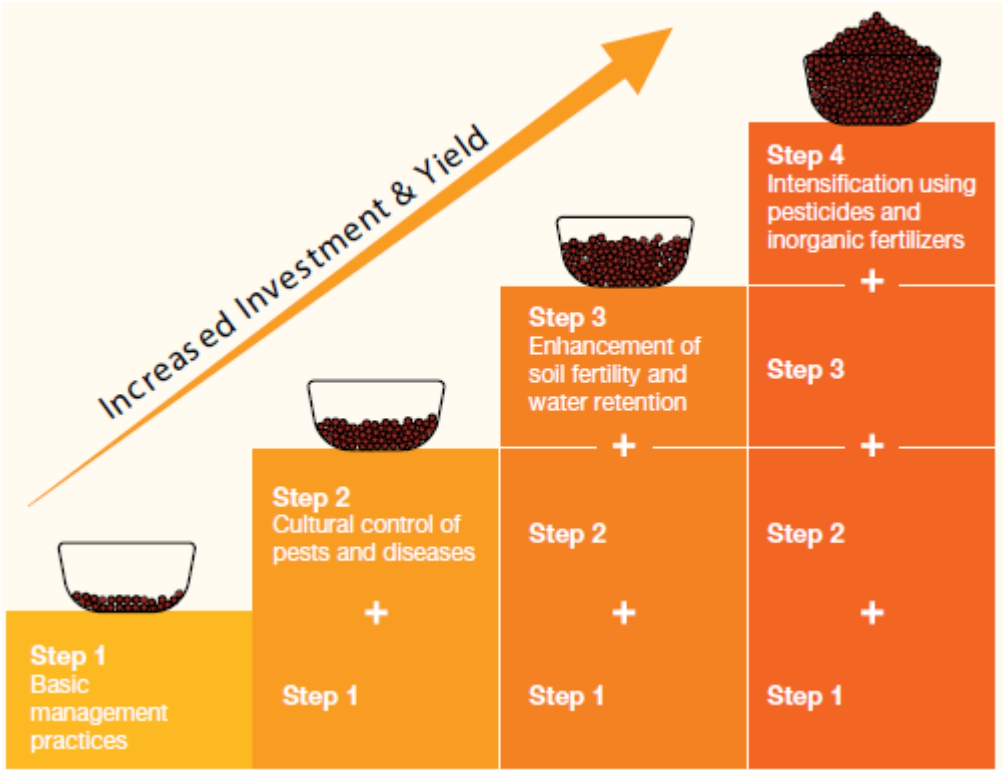 Increased Investment & Yield
Step 1
Basic
management
practices
Step 2
Cultural control of
pests and diseases
+
Step 1
Step 3
Enhancement of
soil fertility and
water retention
+
Step 2
+
Step 1
Step 4
Intensification using
pesticides and
inorganic fertilizers
+
Step 3
+
Step 2
+
Step 1